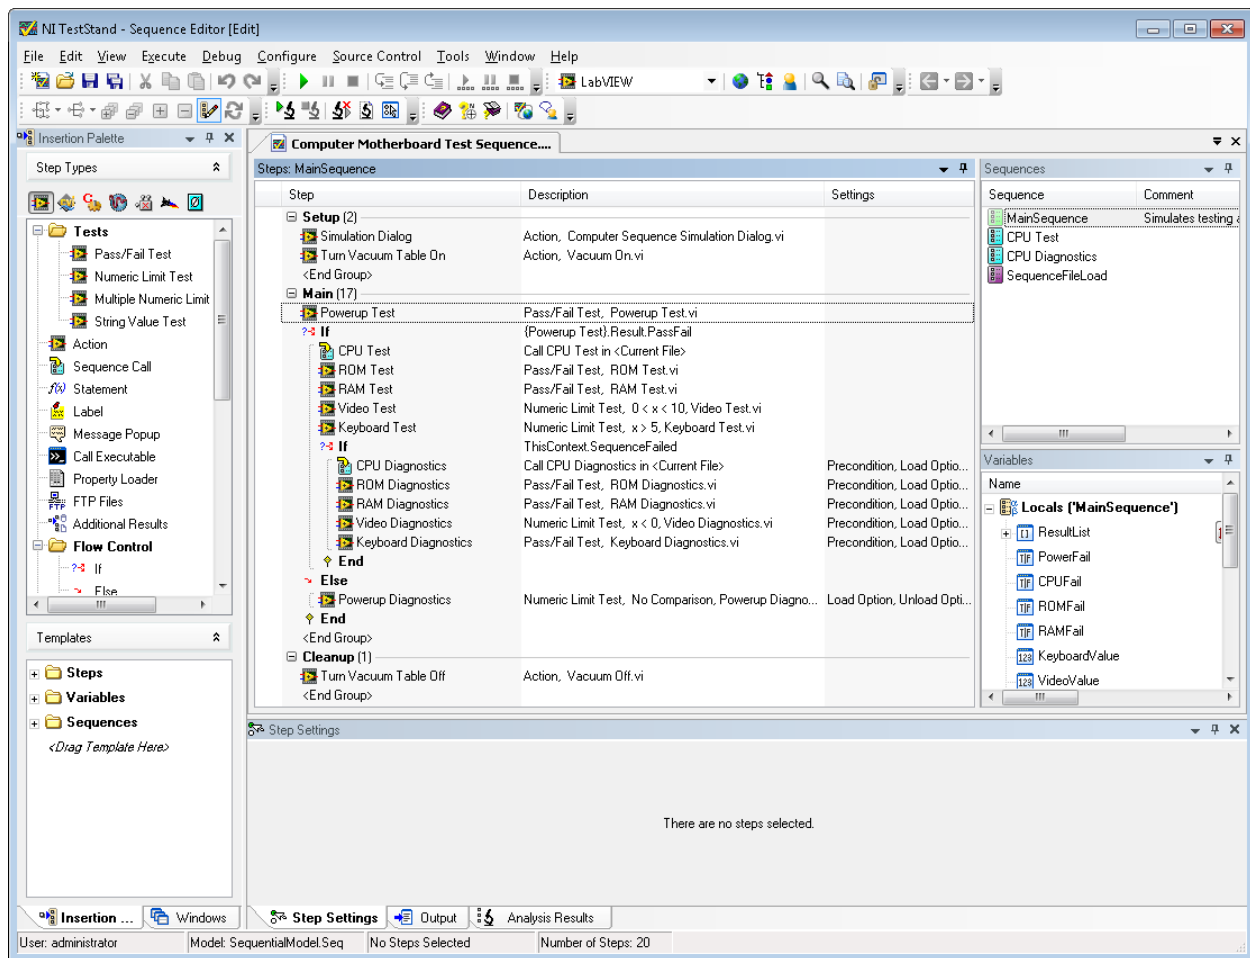 NI TestStand - Sequence Editor [Edit]
File Edit View Execute Debug Configure Source Control Tools Window Help
LabVIEW
Insertion Palette
Step Types
Tests
Pass/Fail Test
Numeric Limit Test
Multiple Numeric Limit
String Value Test
Action
Sequence Call
f(x) Statement
Label
Message Popup
Call Executable
Property Loader
FTP FTP Files
Additional Results
Flow Control
If
Else
Templates
Steps
Variables
Sequences
<Drag Template Here>
Insertion ... Windows
Computer Motherboard Test Sequence....
Steps: MainSequence
Step Description Settings
Setup (2)
Simulation Dialog Action, Computer Sequence Simulation Dialog.vi
Turn Vacuum Table On Action, Vacuum On.vi
<End Group>
Main (17)
Powerup Test Pass/Fail Test, Powerup Test.vi
If {Powerup Test}.Result.PassFail
CPU Test Call CPU Test in <Current File>
ROM Test Pass/Fail Test, ROM Test.vi
RAM Test Pass/Fail Test, RAM Test.vi
Video Test Numeric Limit Test, 0 < x < 10, Video Test.vi
Keyboard Test Numeric Limit Test, x > 5, Keyboard Test.vi
If ThisContext.SequenceFailed
CPU Diagnostics Call CPU Diagnostics in <Current File> Precondition, Load Optio...
ROM Diagnostics Pass/Fail Test, ROM Diagnostics.vi Precondition, Load Optio...
RAM Diagnostics Pass/Fail Test, RAM Diagnostics.vi Precondition, Load Optio...
Video Diagnostics Numeric Limit Test, x < 0, Video Diagnostics.vi Precondition, Load Optio...
Keyboard Diagnostics Pass/Fail Test, Keyboard Diagnostics.vi Precondition, Load Optio...
End
Else
Powerup Diagnostics Numeric Limit Test, No Comparison, Powerup Diagno... Load Option, Unload Opti...
End
<End Group>
Cleanup (1)
Turn Vacuum Table Off Action, Vacuum Off.vi
<End Group>
Sequences
Sequence Comment
MainSequence Simulates testing
CPU Test
CPU Diagnostics
SequenceFileLoad
Variables
Name
Locals ('MainSequence')
ResultList
T|F PowerFail
T|F CPUFail
T|F ROMFail
T|F RAMFail
123 KeyboardValue
123 VideoValue
Step Settings
There are no steps selected.
Step Settings Output Analysis Results
User: administrator Model: SequentialModel.Seq No Steps Selected Number of Steps: 20